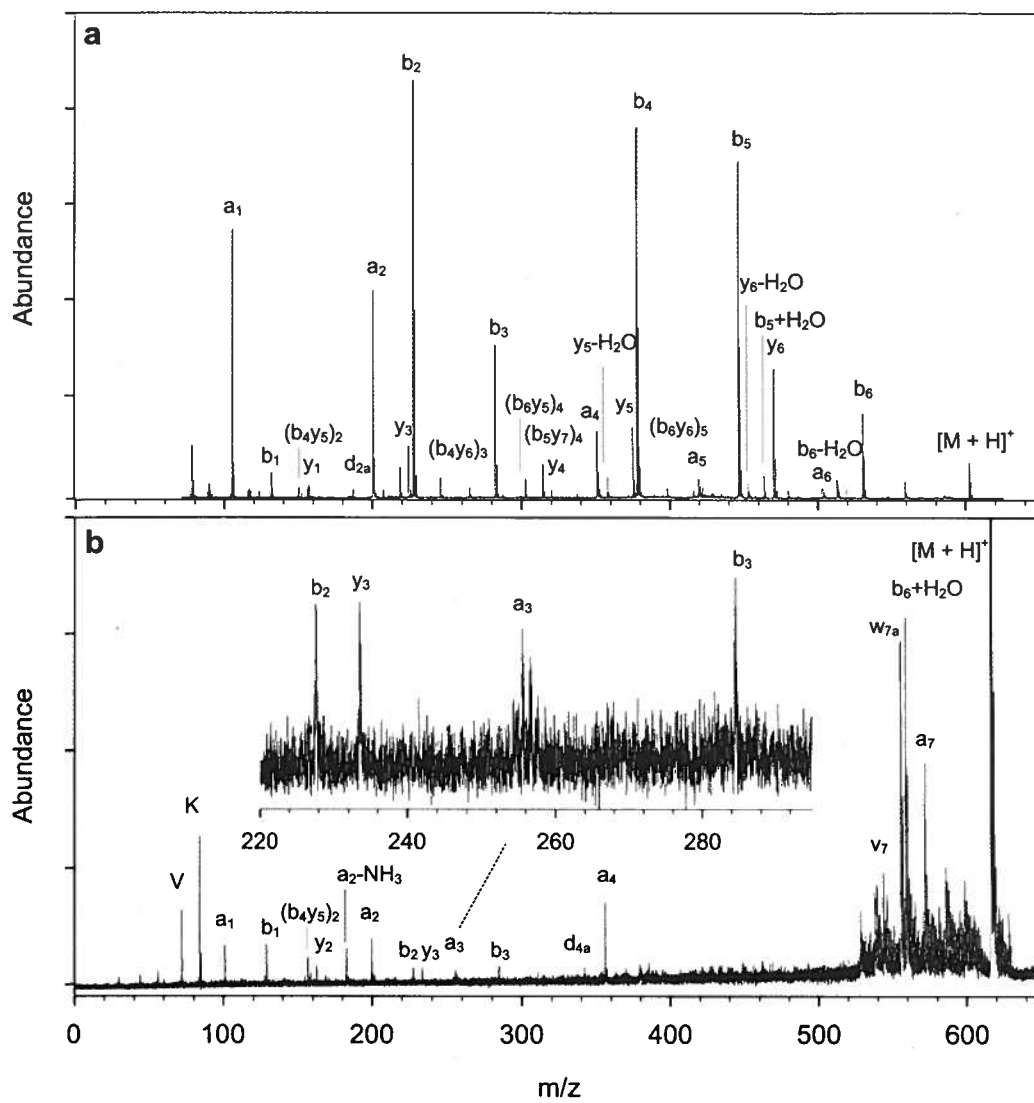 a
b₂
b₄
b₅
a₁
a₂
y₆-H₂O
b₃
y₅-H₂O
b₅+H₂O
y₆
(b₆y₅)₄
a₄
y₅
b₆
(b₄y₅)₂
y₃
(b₄y₆)₃
(b₅y₇)₄
(b₆y₆)₅
b₆-H₂O
[M + H]⁺
b₁
y₁
d₂ₐ
y₄
a₅
a₆
Abundance
b
[M + H]⁺
b₂
y₃
a₃
b₃
b₆+H₂O
w₇ₐ
a₇
220
240
260
280
K
V
a₂-NH₃
v₇
a₁
b₁
(b₄y₅)₂
y₂
a₂
b₂
y₃
a₃
b₃
d₄ₐ
a₄
Abundance
0
100
200
300
400
500
600
m/z